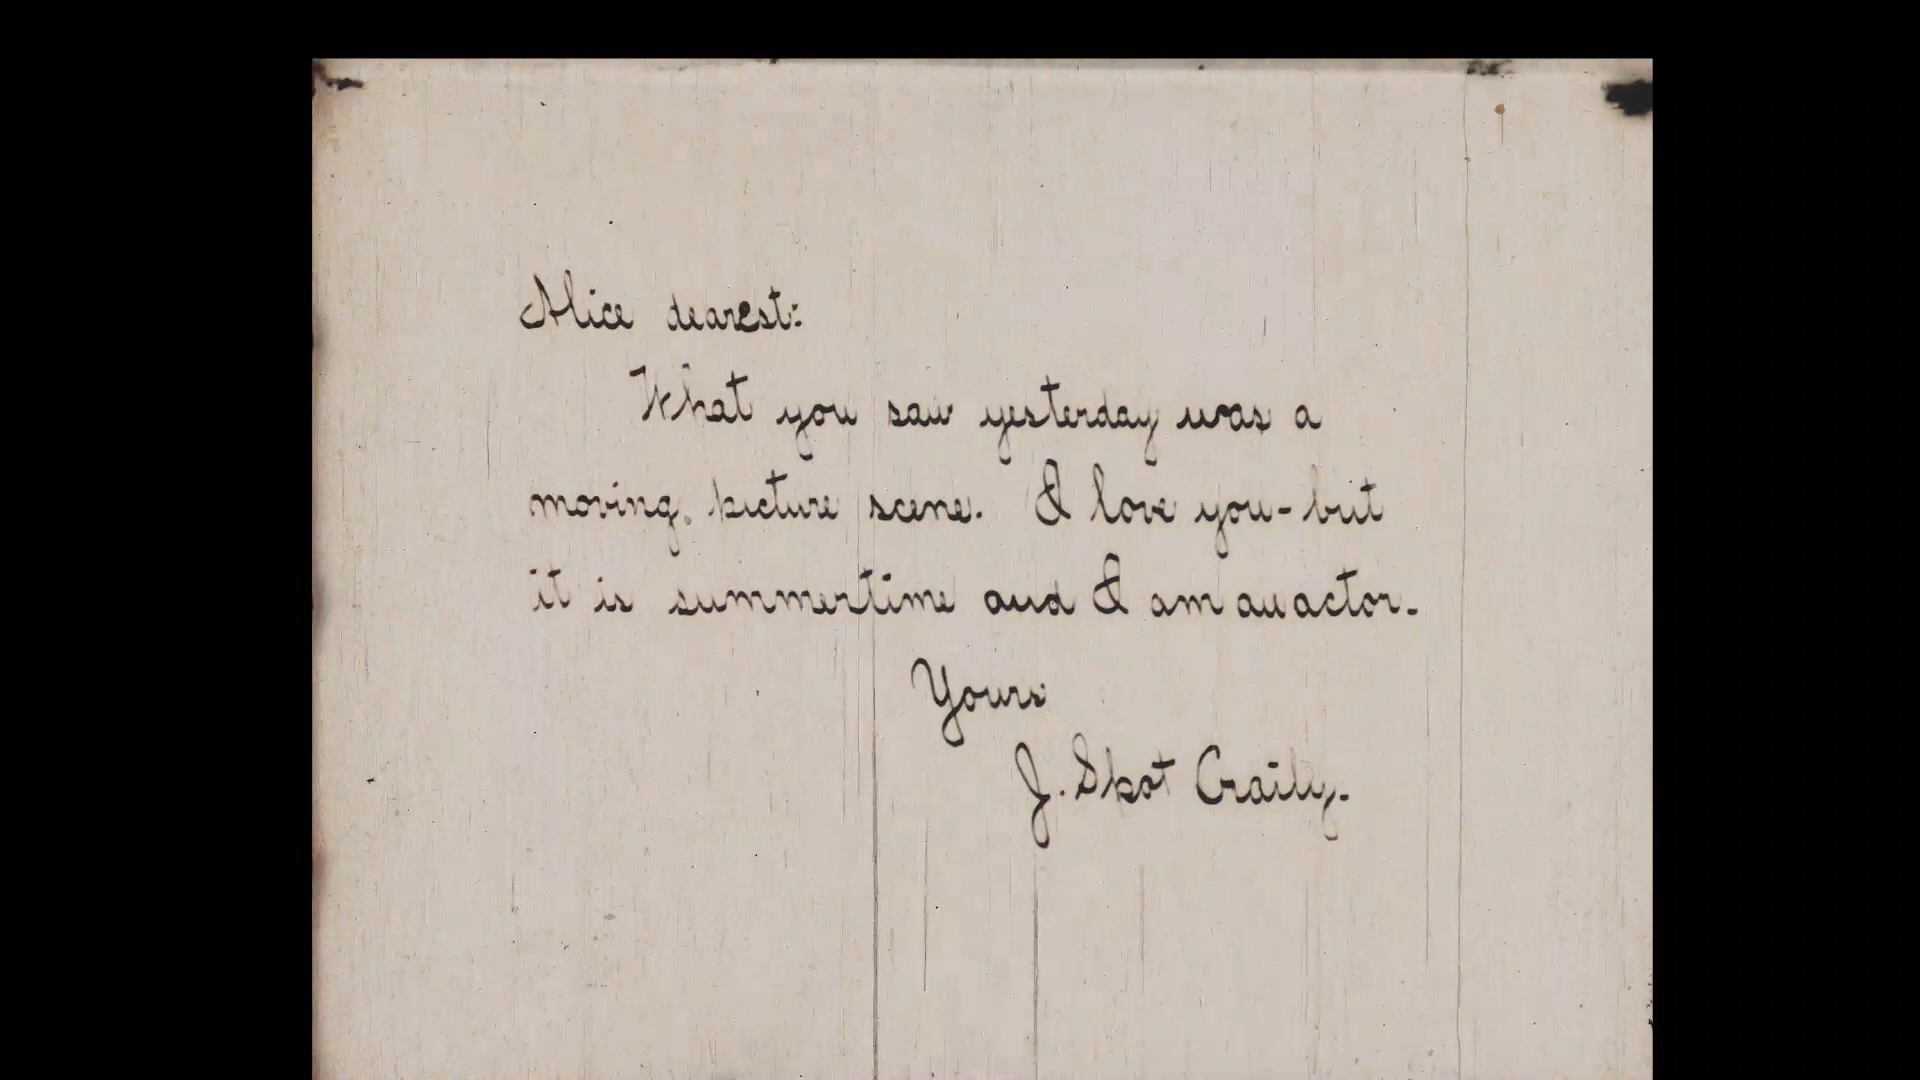 Alice dearest:
What you saw yesterday was a
moving picture scene. I love you-but
it is summertime and I am an actor.
Yours
J. Skot Craily.